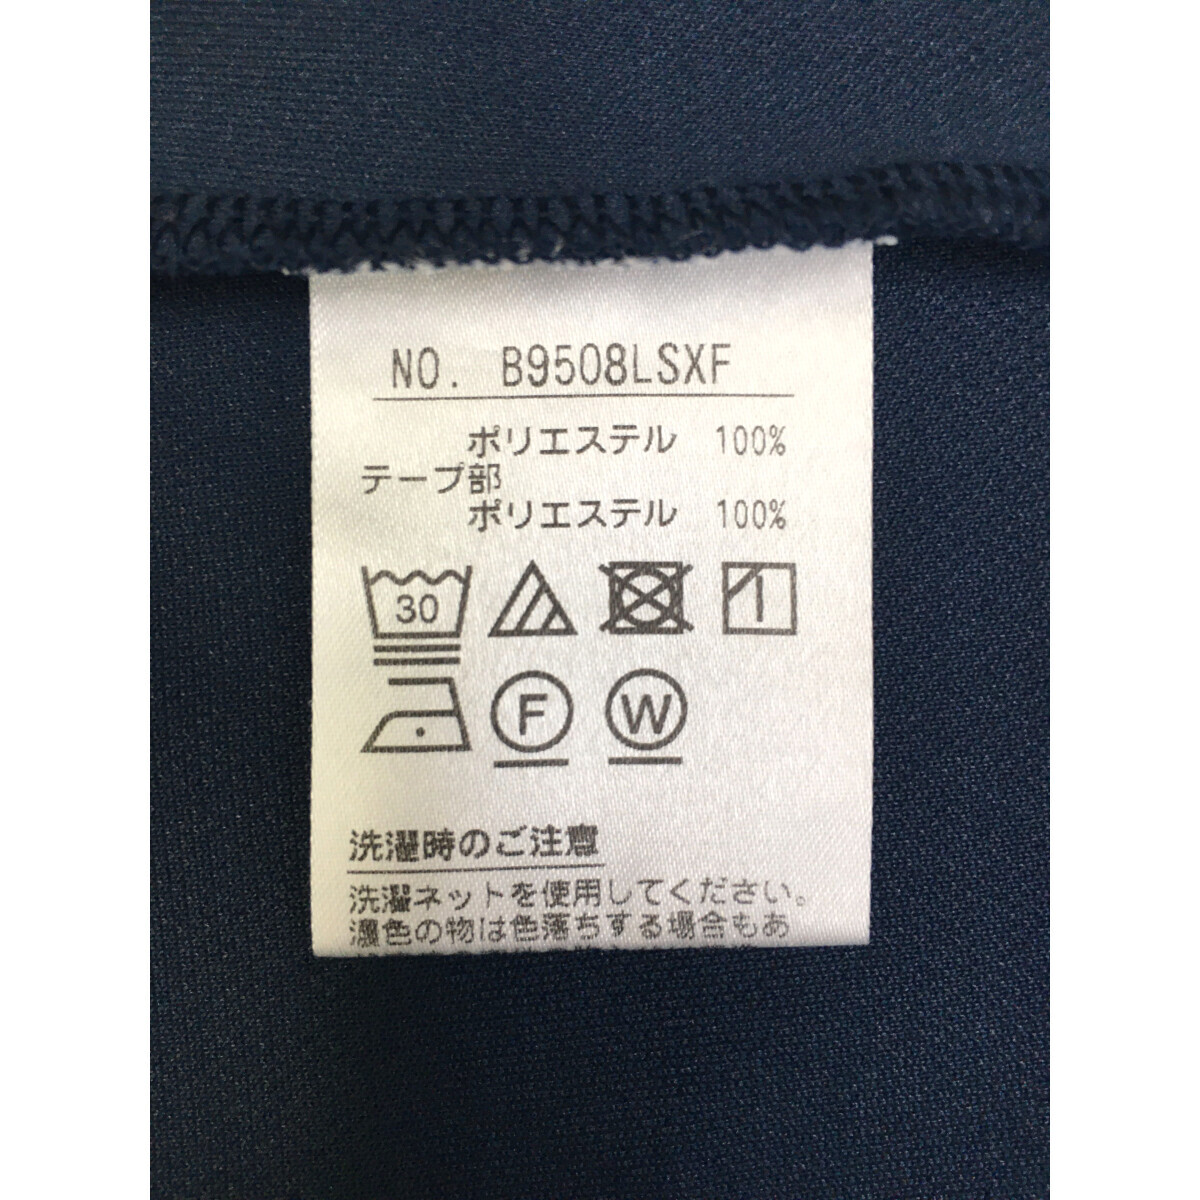 NO. B9508LSXF
ポリエステル 100%
テープ部
ポリエステル 100%
30
F W
洗濯時のご注意
洗濯ネットを使用してください。
濃色の物は色落ちする場合もあ